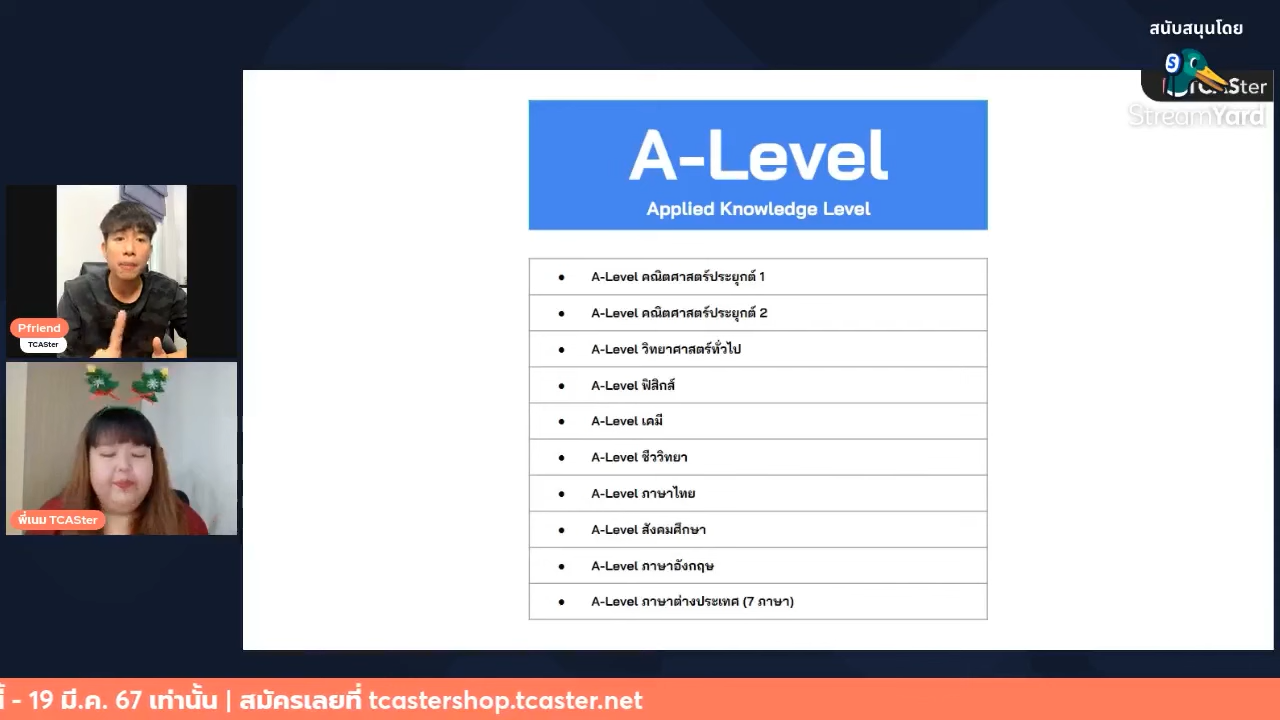 สนับสนุนโดย
S
TCASter
StreamYard
A-Level
Applied Knowledge Level
A-Level คณิตศาสตร์ประยุกต์ 1
A-Level คณิตศาสตร์ประยุกต์ 2
A-Level วิทยาศาสตร์ทั่วไป
A-Level ฟิสิกส์
A-Level เคมี
A-Level ชีววิทยา
A-Level ภาษาไทย
A-Level สังคมศึกษา
A-Level ภาษาอังกฤษ
A-Level ภาษาต่างประเทศ (7 ภาษา)
Pfriend
TCASter
พี่เนม TCASter
- 19 มี.ค. 67 เท่านั้น | สมัครเลยที่ tcastershop.tcaster.net